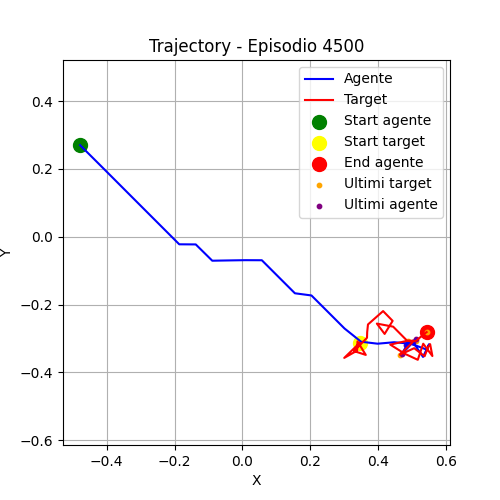 Trajectory - Episodio 4500
Agente
Target
Start agente
Start target
End agente
Ultimi target
Ultimi agente
Y
0.4
0.2
0.0
−0.2
−0.4
−0.6
−0.4
−0.2
0.0
0.2
0.4
0.6
X